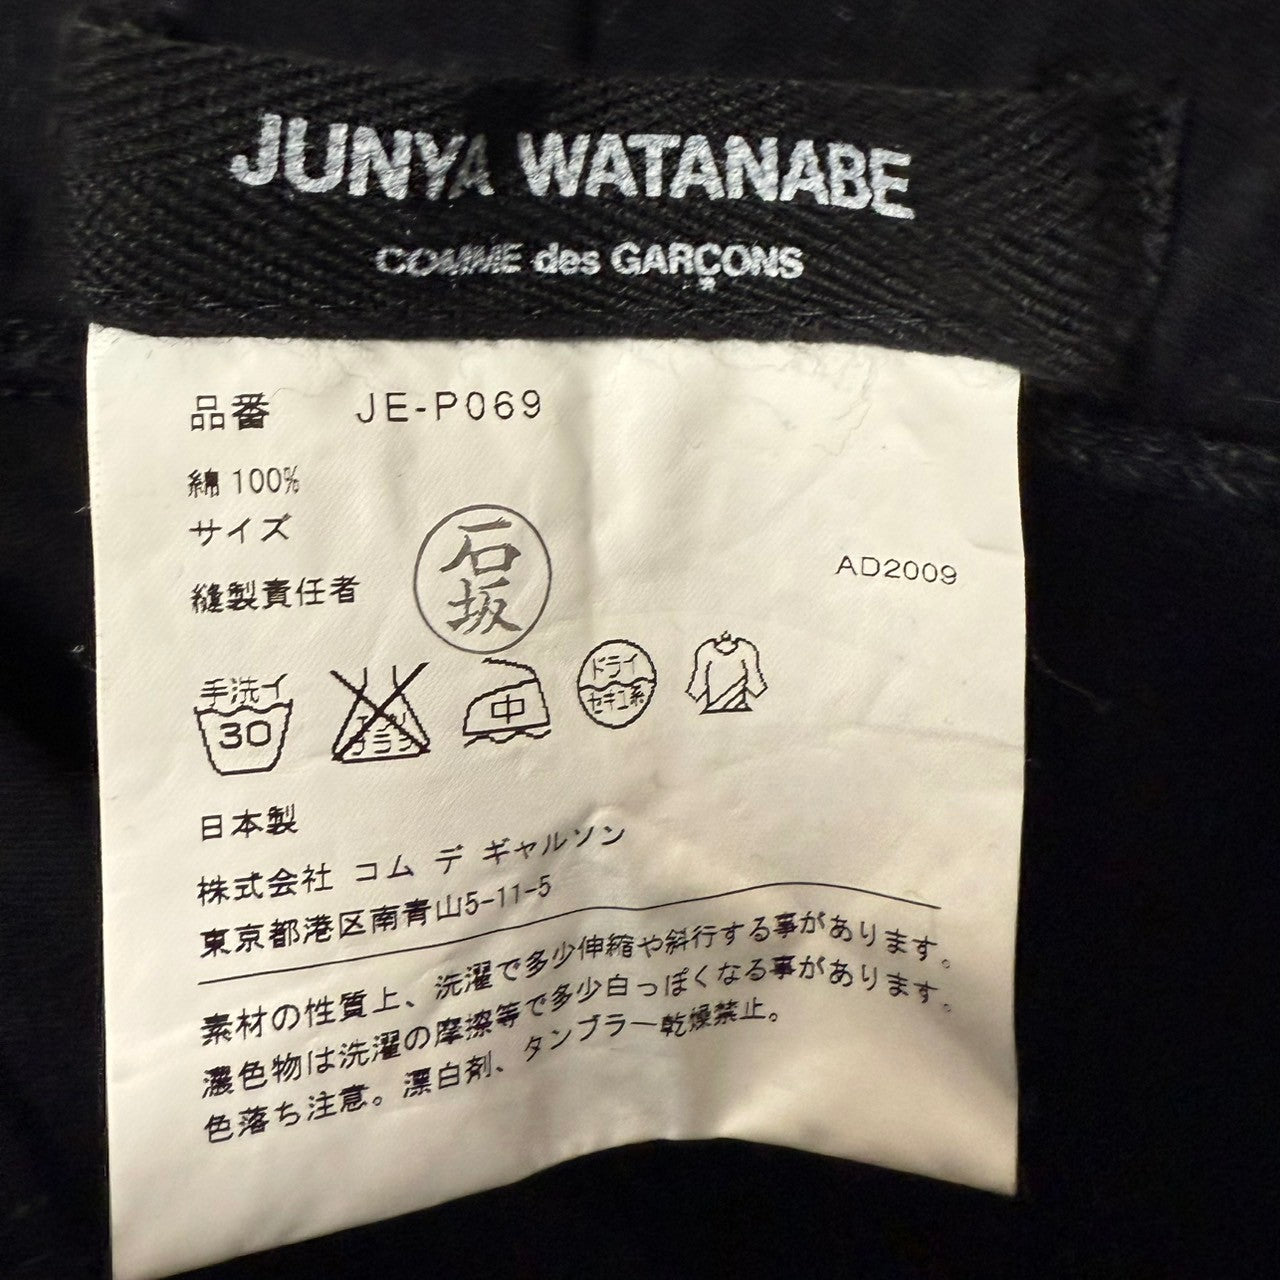 JUNYA WATANABE
COMME des GARÇONS
品番 JE-P069
綿 100%
サイズ
縫製責任者
石坂
AD2009
手洗イ
30
エンソ
サラシ
中
ドライ
セキユ系
日本製
株式会社 コム デ ギャルソン
東京都港区南青山5-11-5
素材の性質上、洗濯で多少伸縮や斜行する事があります。
濃色物は洗濯の摩擦等で多少白っぽくなる事があります。
色落ち注意。漂白剤、タンブラー乾燥禁止。